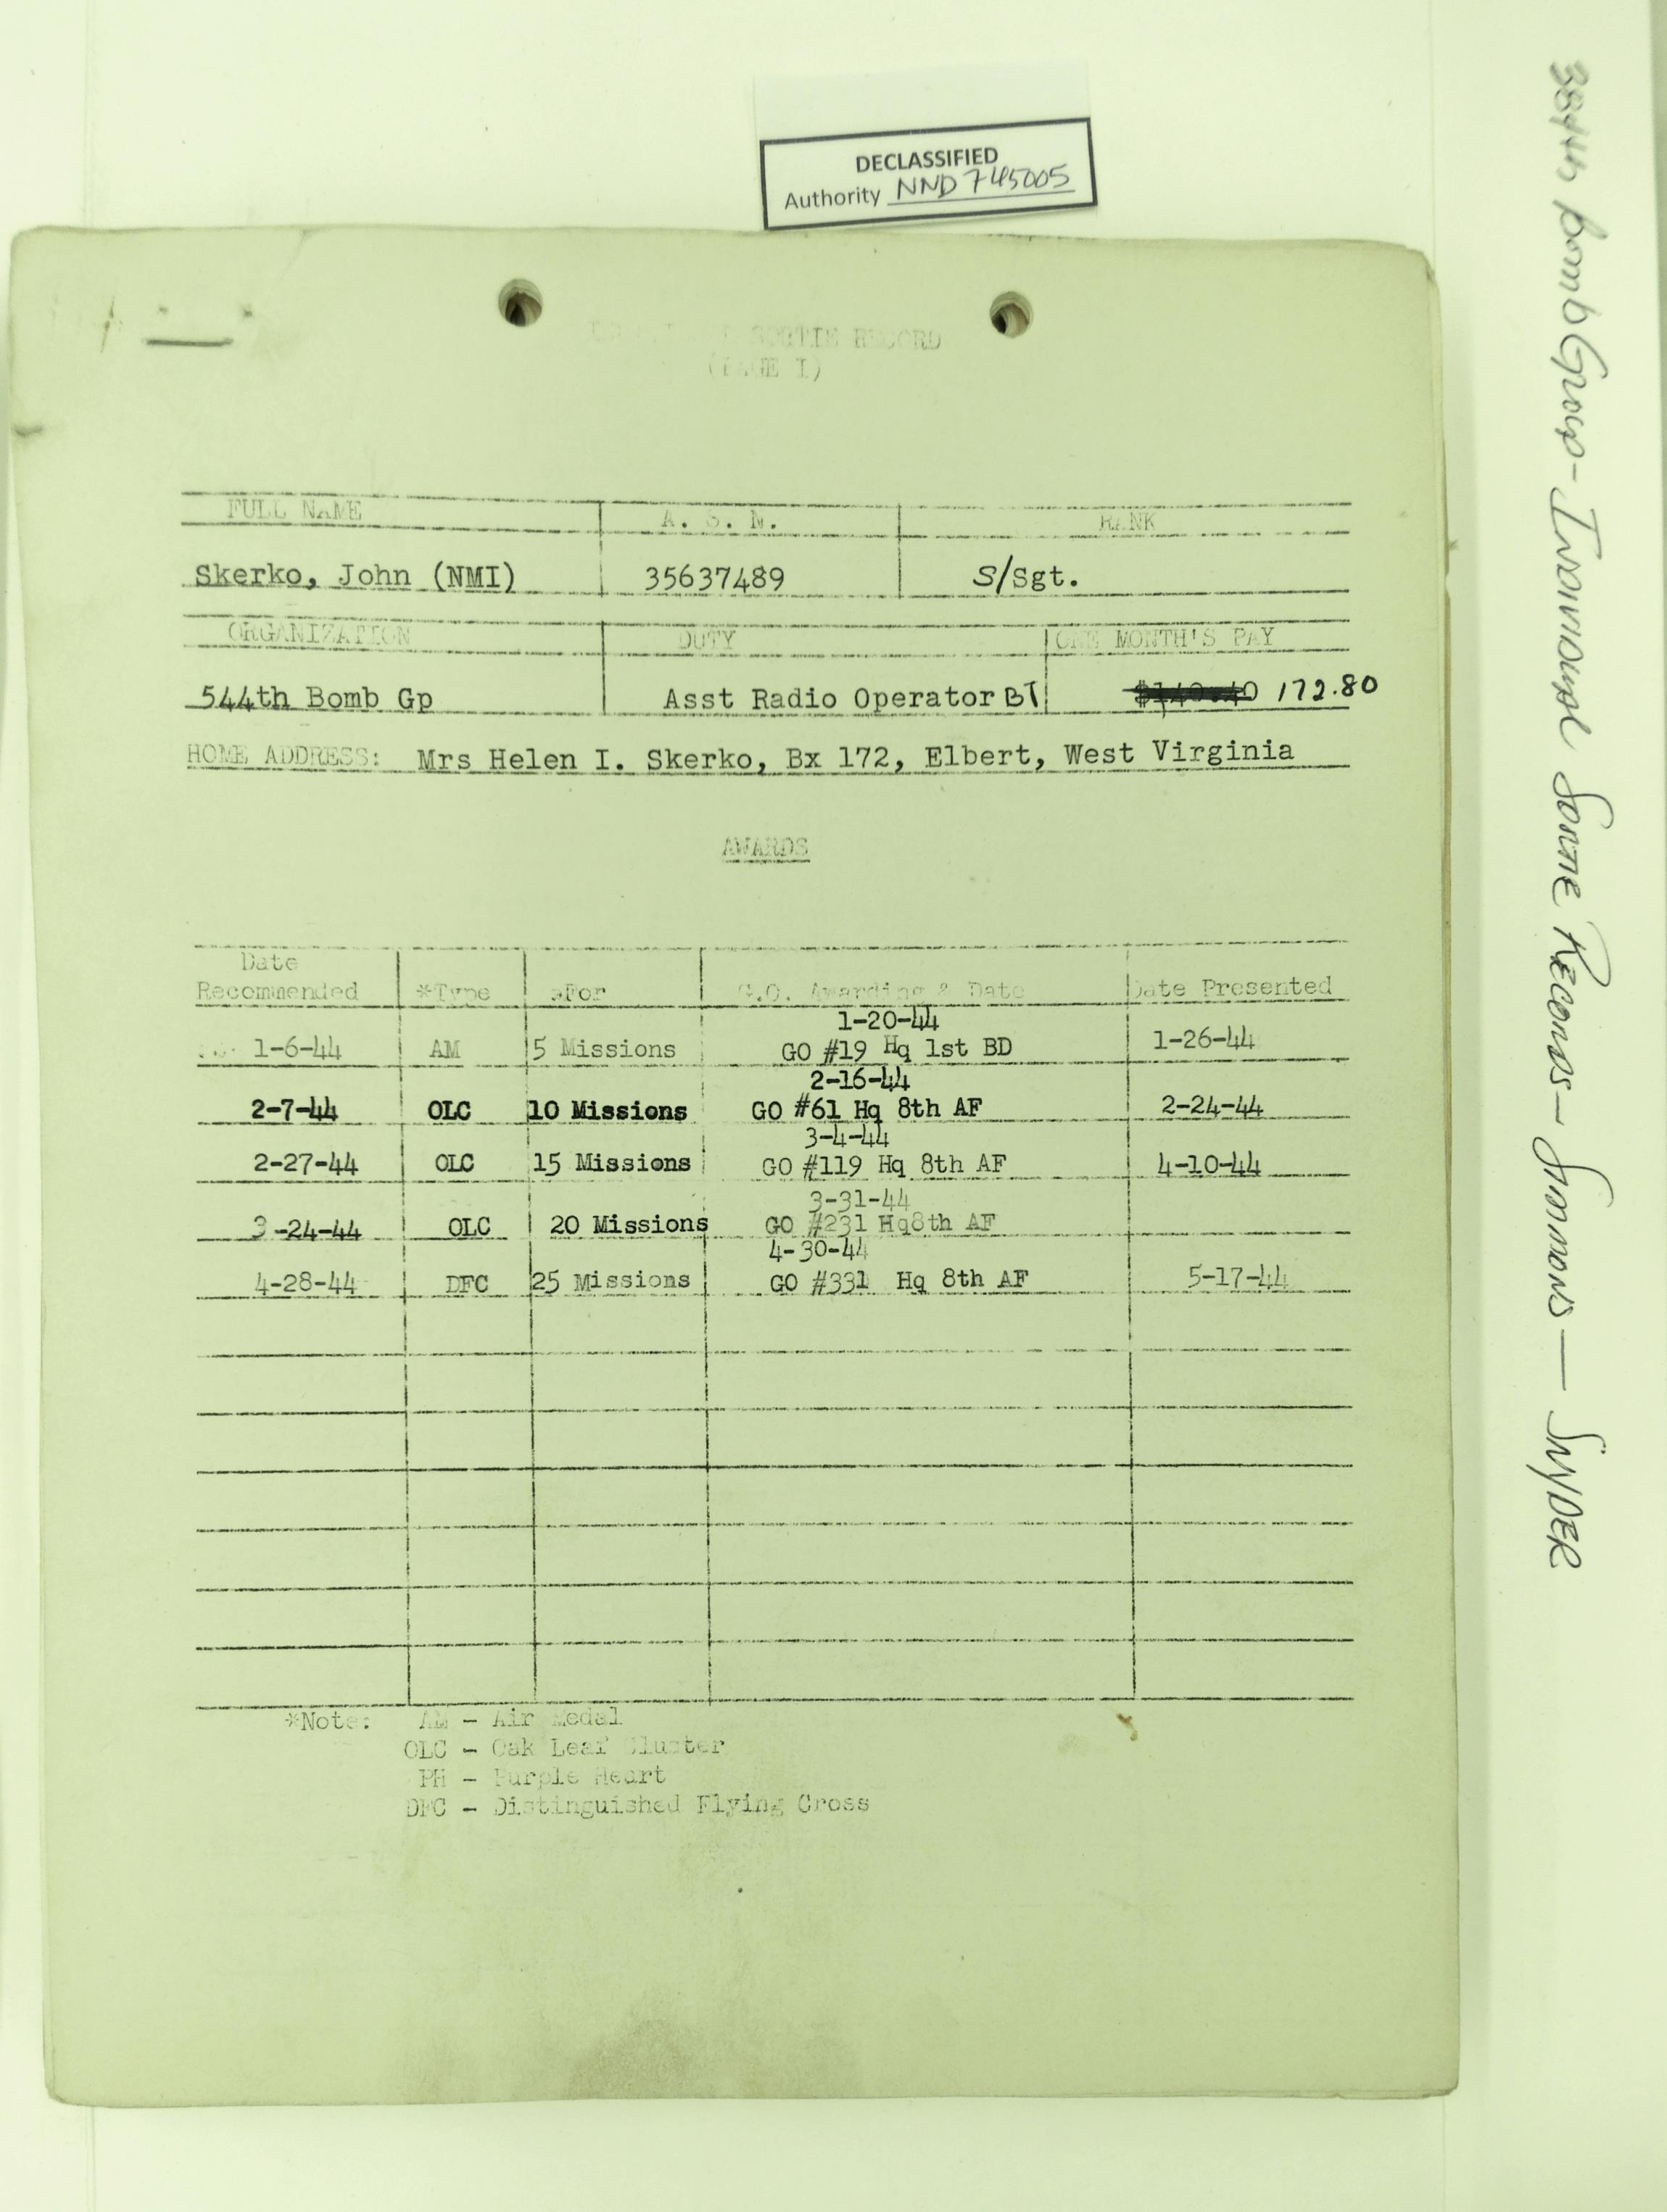 DECLASSIFIED
Authority NND 745005
SORTIE RECORD
(PAGE I)
FULL NAME A. S. N. RANK
Skerko, John (NMI) 35637489 S/Sgt.
ORGANIZATION DUTY ONE MONTH'S PAY
544th Bomb Gp Asst Radio Operator BT 172.80
HOME ADDRESS: Mrs Helen I. Skerko, Bx 172, Elbert, West Virginia
AWARDS
Date
Recommended *Type *For G.O. Awarding & Date Date Presented
1-20-44
1-6-44 AM 5 Missions GO #19 Hq 1st BD 1-26-44
2-16-44
2-7-44 OLC 10 Missions GO #61 Hq 8th AF 2-24-44
3-4-44
2-27-44 OLC 15 Missions GO #119 Hq 8th AF 4-10-44
3-31-44
3-24-44 OLC 20 Missions GO #231 Hq8th AF
4-30-44
4-28-44 DFC 25 Missions GO #331 Hq 8th AF 5-17-44
*Note: AM - Air Medal
OLC - Oak Leaf Cluster
PH - Purple Heart
DFC - Distinguished Flying Cross
384th Bomb Group - Individual Sortie Records - Simmons - Snyder